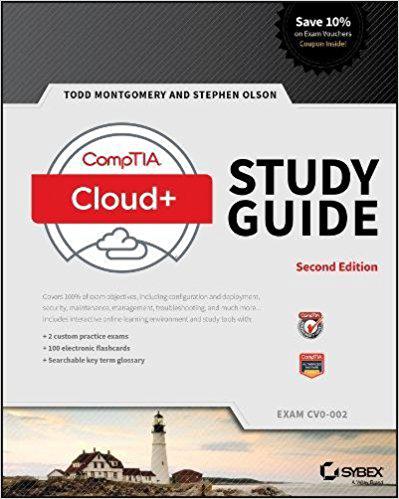 Save 10%
on Exam Vouchers
Coupon Inside!
TODD MONTGOMERY AND STEPHEN OLSON
CompTIA
Cloud+
STUDY
GUIDE
Second Edition
Covers 100% of exam objectives, including configuration and deployment,
security, maintenance, management, troubleshooting, and much more...
Includes interactive online learning environment and study tools with:
+ 2 custom practice exams
+ 100 electronic flashcards
+ Searchable key term glossary
CompTIA
CompTIA
EXAM CV0-002
SYBEX
A Wiley Brand